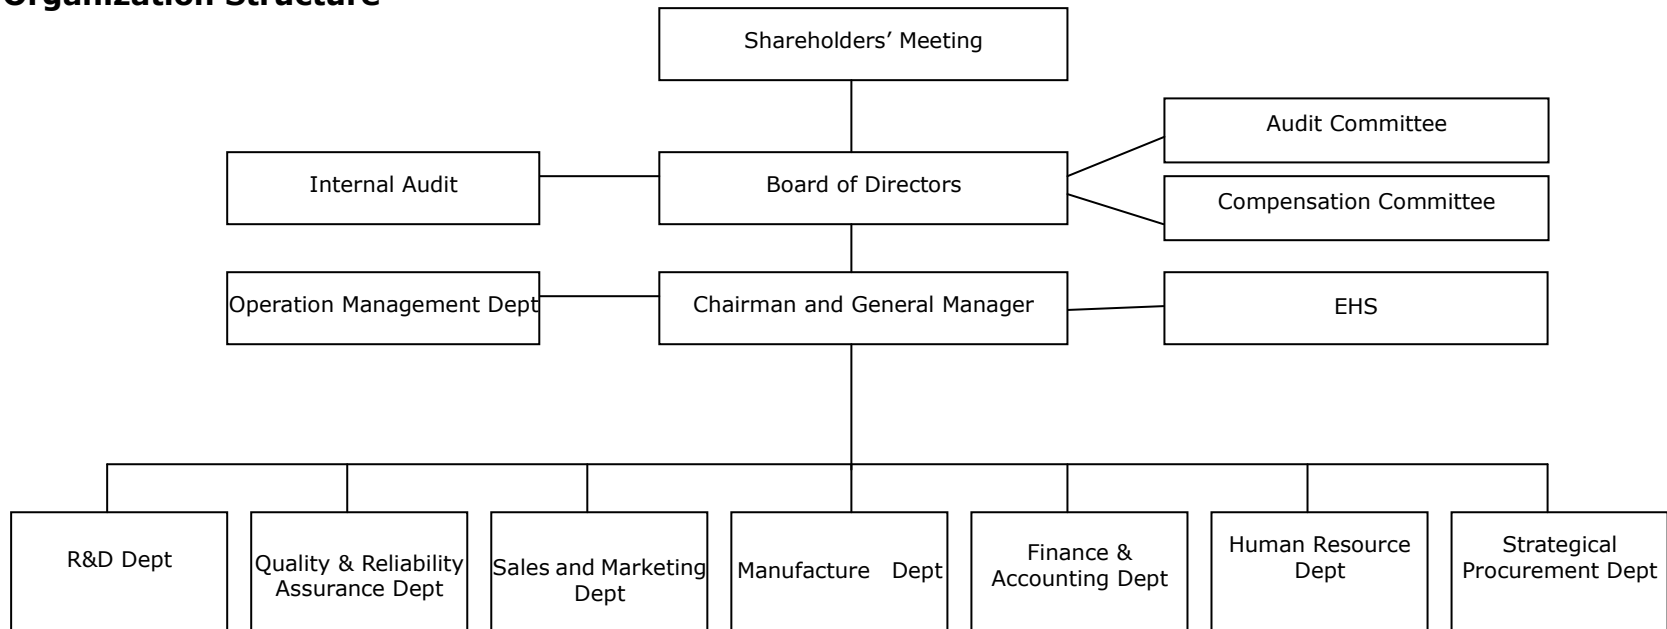 Organization Structure
Shareholders’ Meeting
Audit Committee
Internal Audit
Board of Directors
Compensation Committee
Operation Management Dept
Chairman and General Manager
EHS
R&D Dept
Quality & Reliability
Assurance Dept
Sales and Marketing
Dept
Manufacture Dept
Finance &
Accounting Dept
Human Resource
Dept
Strategical
Procurement Dept